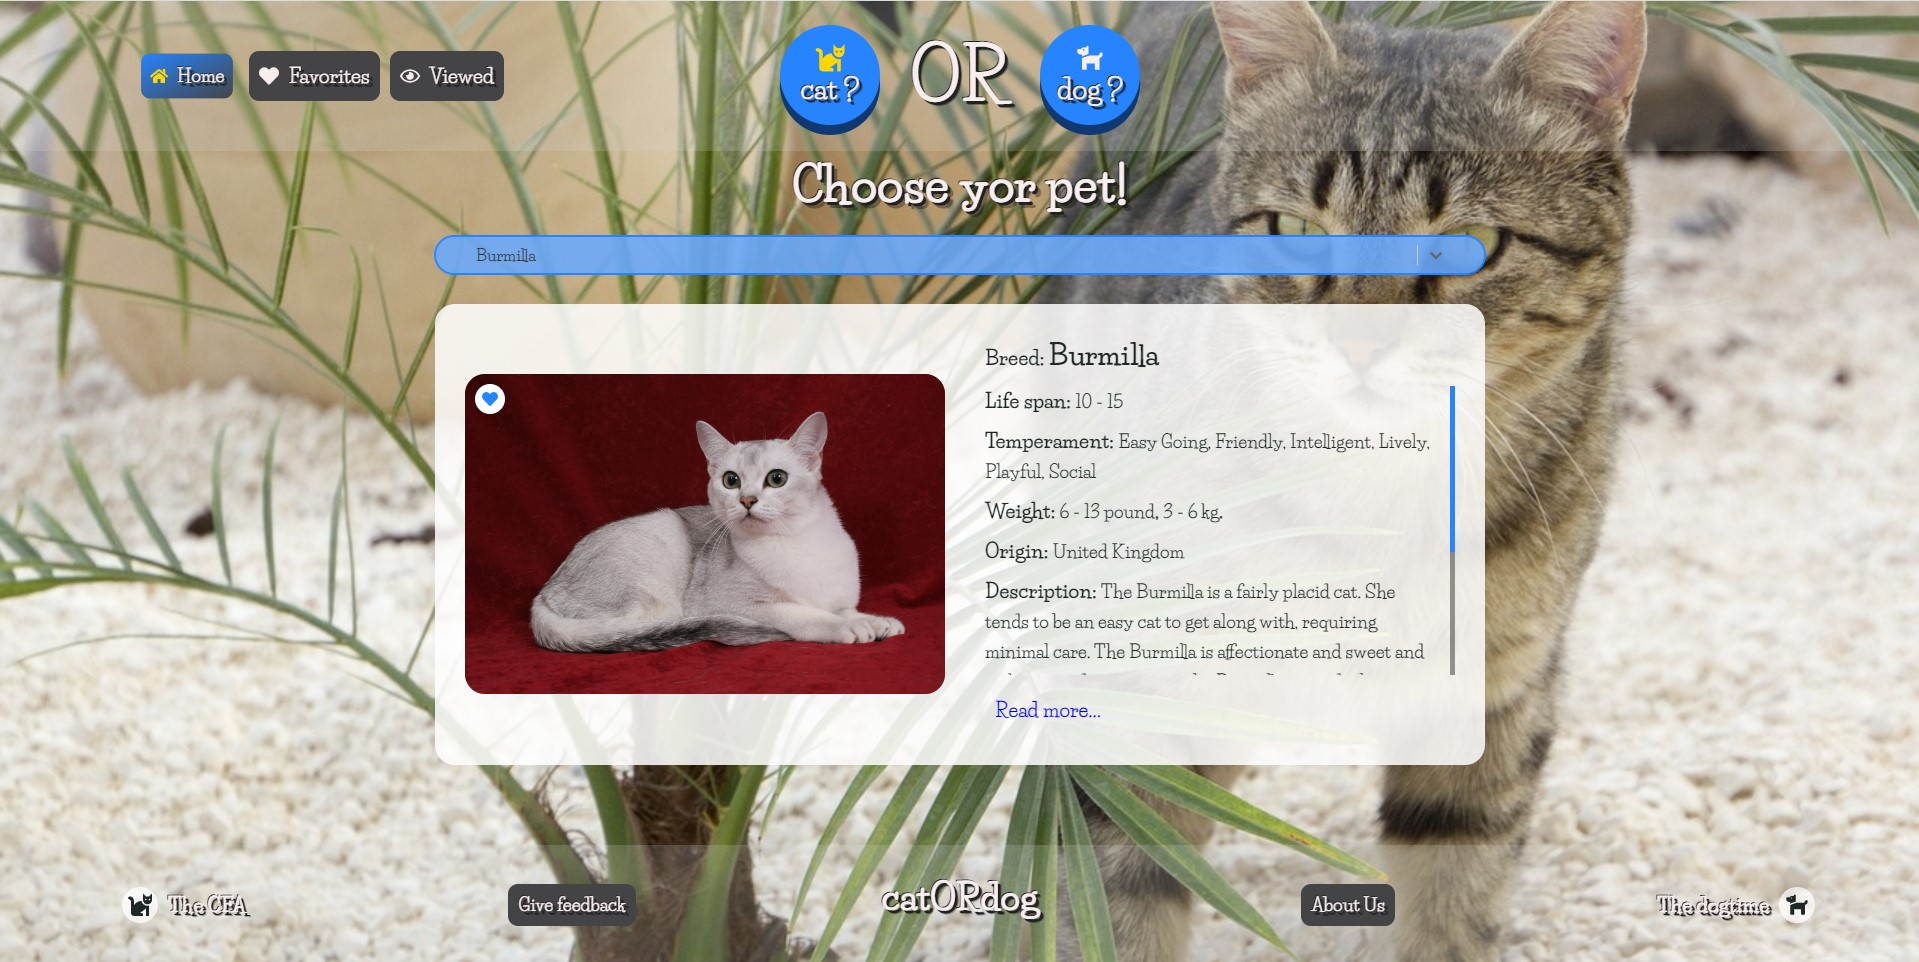 Home
Favorites
Viewed
cat ?
OR
dog ?
Choose yor pet!
Burmilla
Breed: Burmilla
Life span: 10 - 15
Temperament: Easy Going, Friendly, Intelligent, Lively,
Playful, Social
Weight: 6 - 13 pound, 3 - 6 kg.
Origin: United Kingdom
Description: The Burmilla is a fairly placid cat. She
tends to be an easy cat to get along with, requiring
minimal care. The Burmilla is affectionate and sweet and
Read more...
The CFA
Give feedback
catORdog
About Us
The dogtime